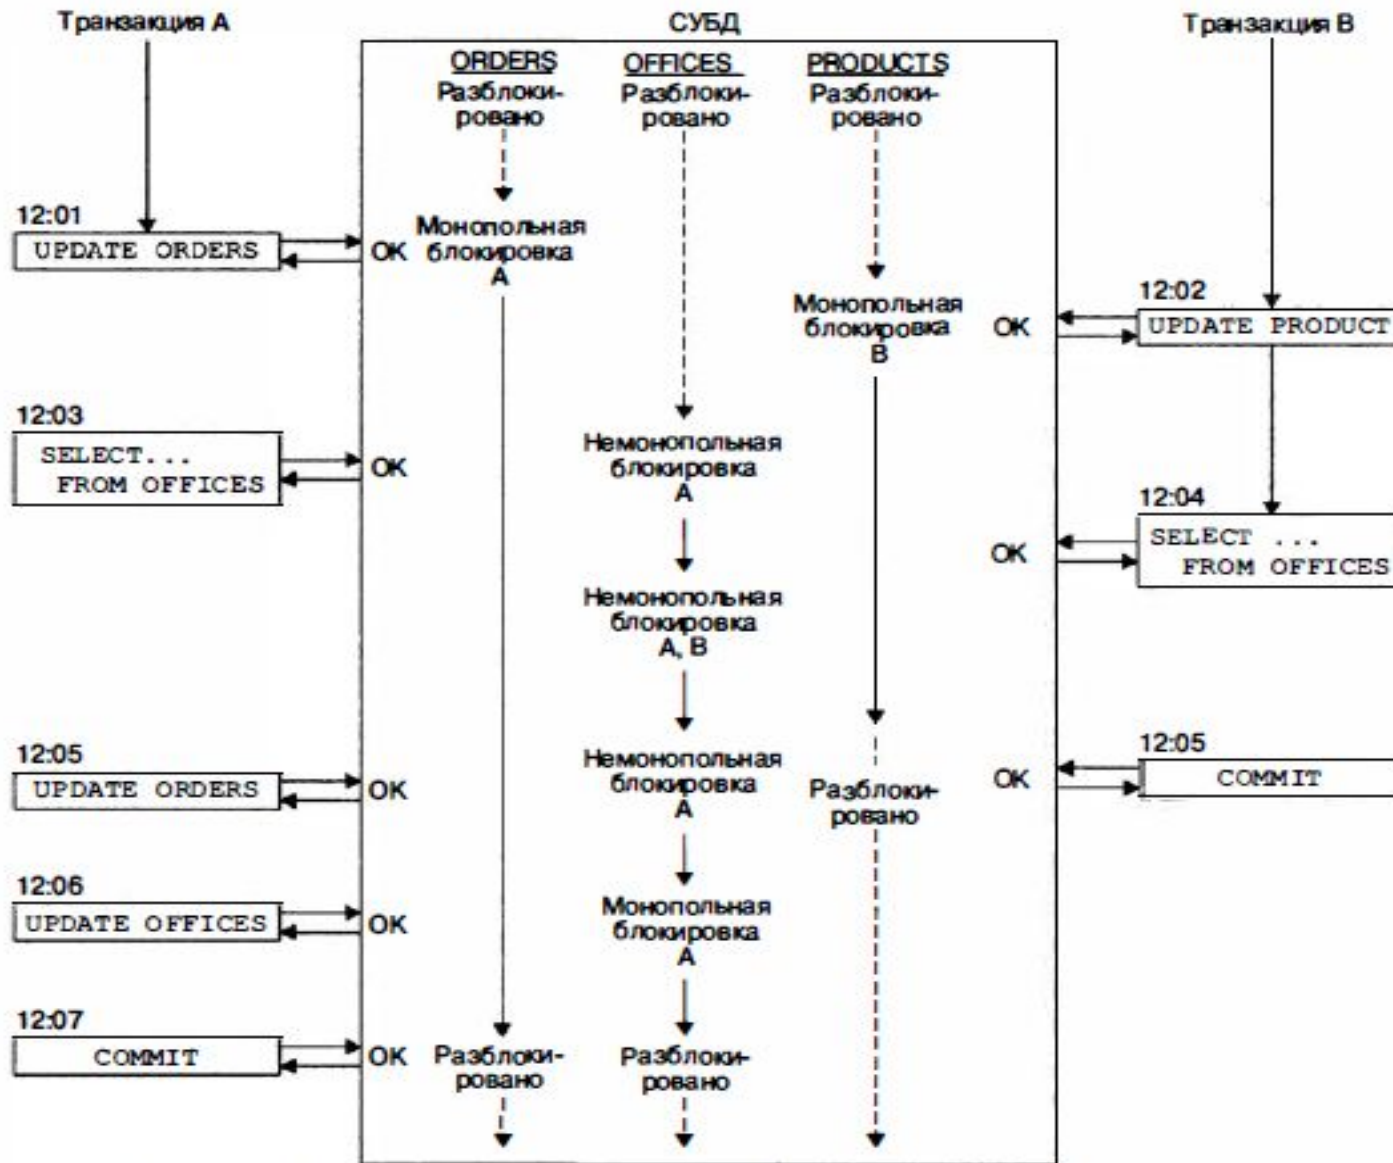 Транзакция A
СУБД
Транзакция B
ORDERS
OFFICES
PRODUCTS
Разблоки-
ровано
Разблоки-
ровано
Разблоки-
ровано
12:01
UPDATE ORDERS
OK
Монопольная
блокировка
A
12:02
UPDATE PRODUCT
OK
Монопольная
блокировка
B
12:03
SELECT...
FROM OFFICES
OK
Немонопольная
блокировка
A
12:04
SELECT ...
FROM OFFICES
OK
Немонопольная
блокировка
A, B
12:05
UPDATE ORDERS
OK
Немонопольная
блокировка
A
Разблоки-
ровано
OK
12:05
COMMIT
12:06
UPDATE OFFICES
OK
Монопольная
блокировка
A
12:07
COMMIT
OK
Разблоки-
ровано
Разблоки-
ровано